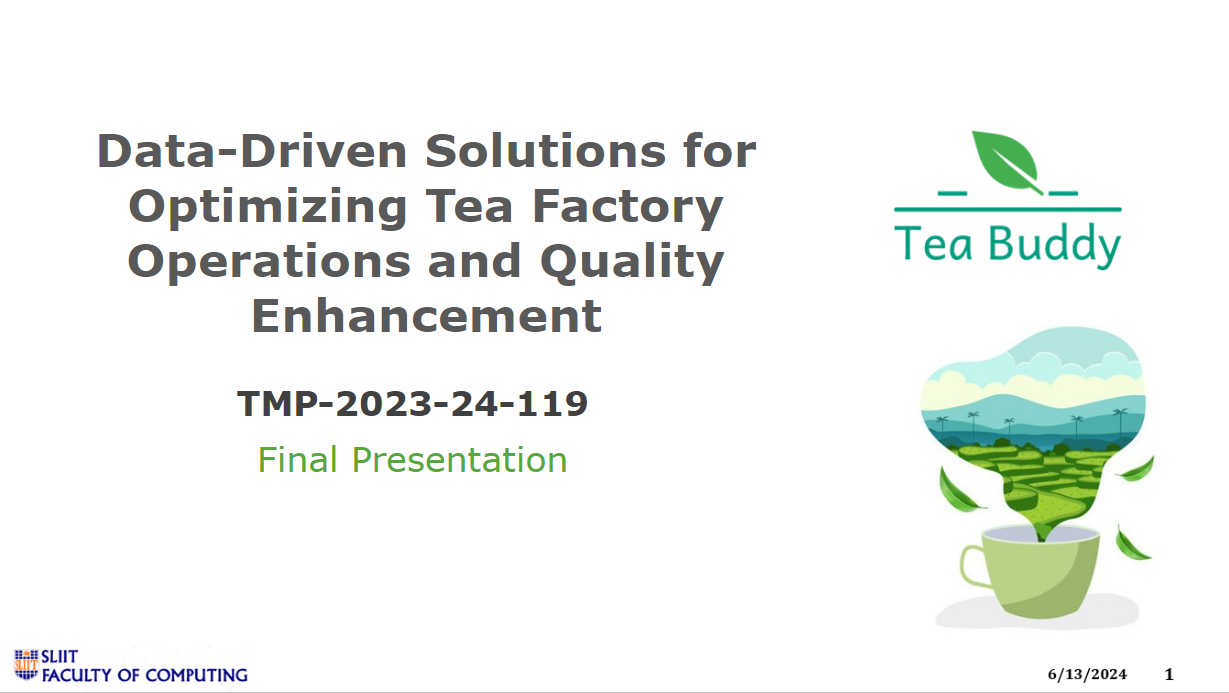 Data-Driven Solutions for
Optimizing Tea Factory
Operations and Quality
Enhancement
TMP-2023-24-119
Final Presentation
Tea Buddy
SLIIT
SLIIT
FACULTY OF COMPUTING
6/13/2024
1